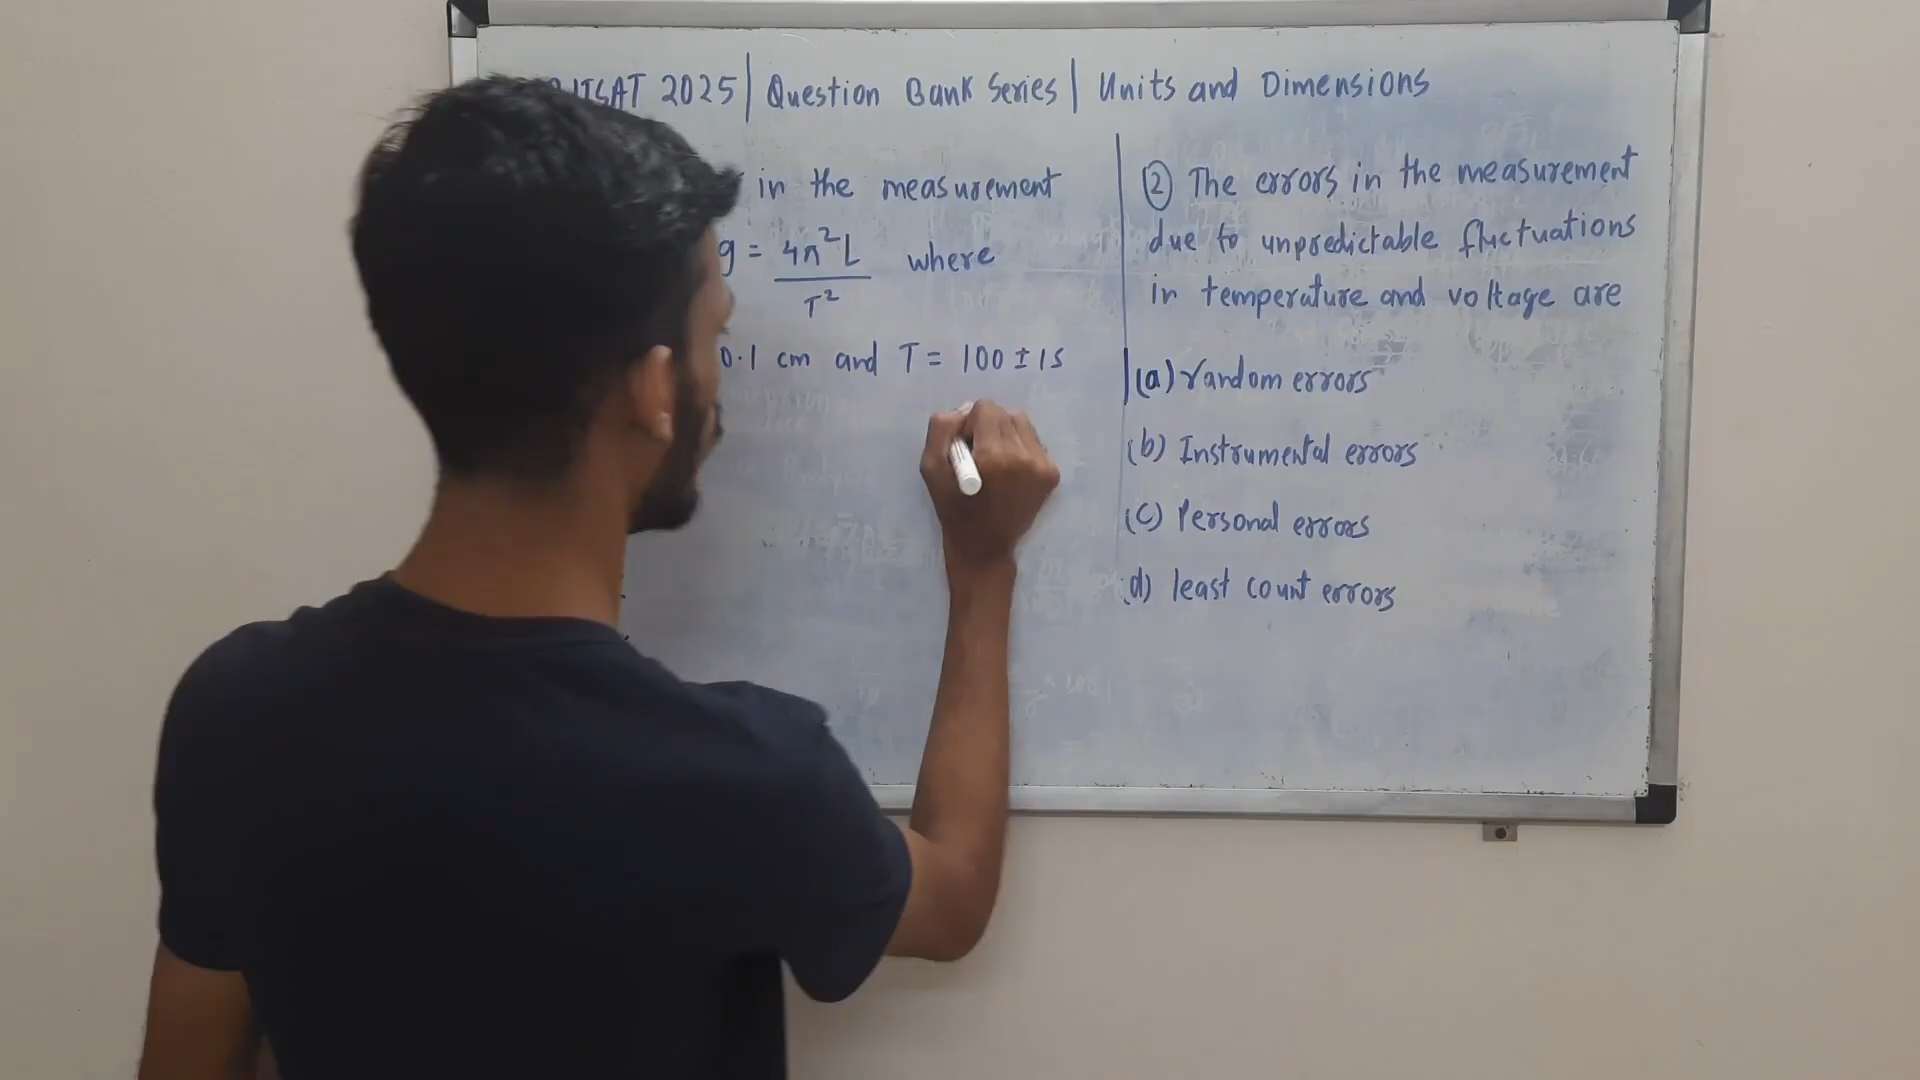 2025 | Question Bank Series | Units and Dimensions
in the measurement
g = 4π²L / T² where
0.1 cm and T = 100 ± 1s
② The errors in the measurement
due to unpredictable fluctuations
in temperature and voltage are
(a) random errors
(b) Instrumental errors
(c) Personal errors
(d) least count errors